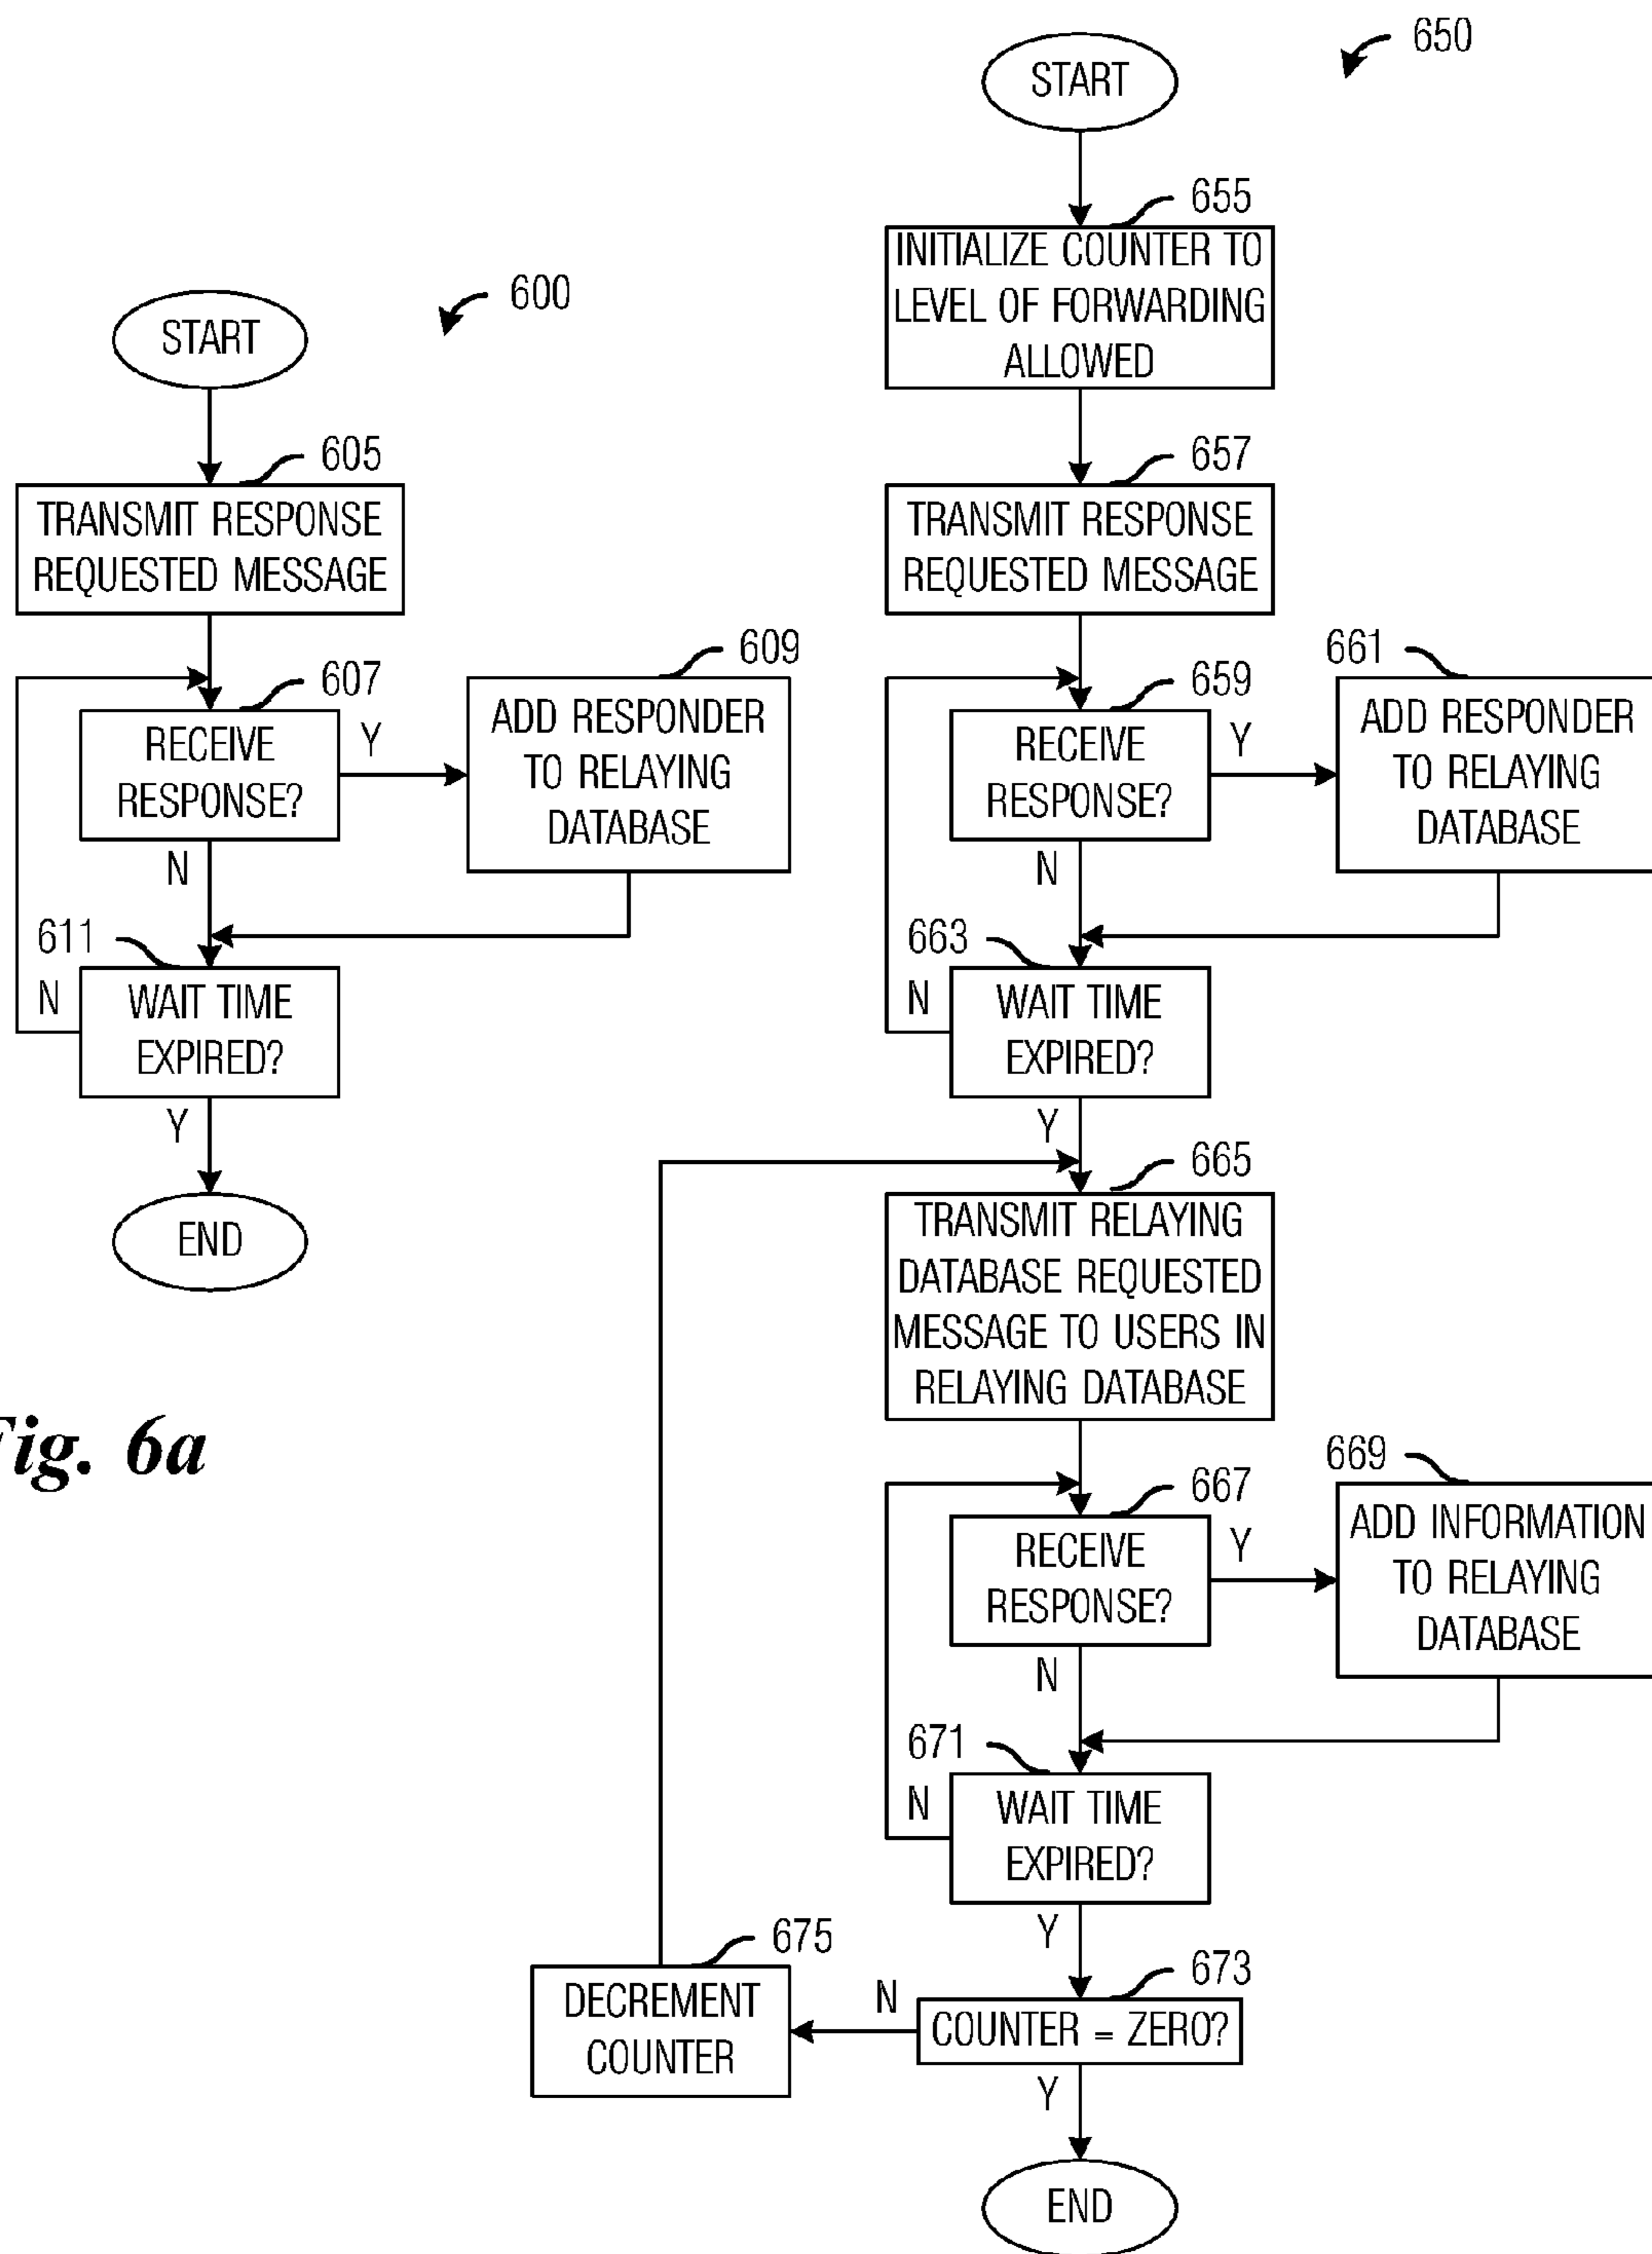 600
START
605
TRANSMIT RESPONSE
REQUESTED MESSAGE
607
RECEIVE
RESPONSE?
Y
609
ADD RESPONDER
TO RELAYING
DATABASE
N
611
WAIT TIME
EXPIRED?
N
Y
END
Fig. 6a
650
START
655
INITIALIZE COUNTER TO
LEVEL OF FORWARDING
ALLOWED
657
TRANSMIT RESPONSE
REQUESTED MESSAGE
659
RECEIVE
RESPONSE?
Y
661
ADD RESPONDER
TO RELAYING
DATABASE
N
663
WAIT TIME
EXPIRED?
N
Y
665
TRANSMIT RELAYING
DATABASE REQUESTED
MESSAGE TO USERS IN
RELAYING DATABASE
667
RECEIVE
RESPONSE?
Y
669
ADD INFORMATION
TO RELAYING
DATABASE
N
671
WAIT TIME
EXPIRED?
N
Y
673
COUNTER = ZERO?
N
675
DECREMENT
COUNTER
Y
END